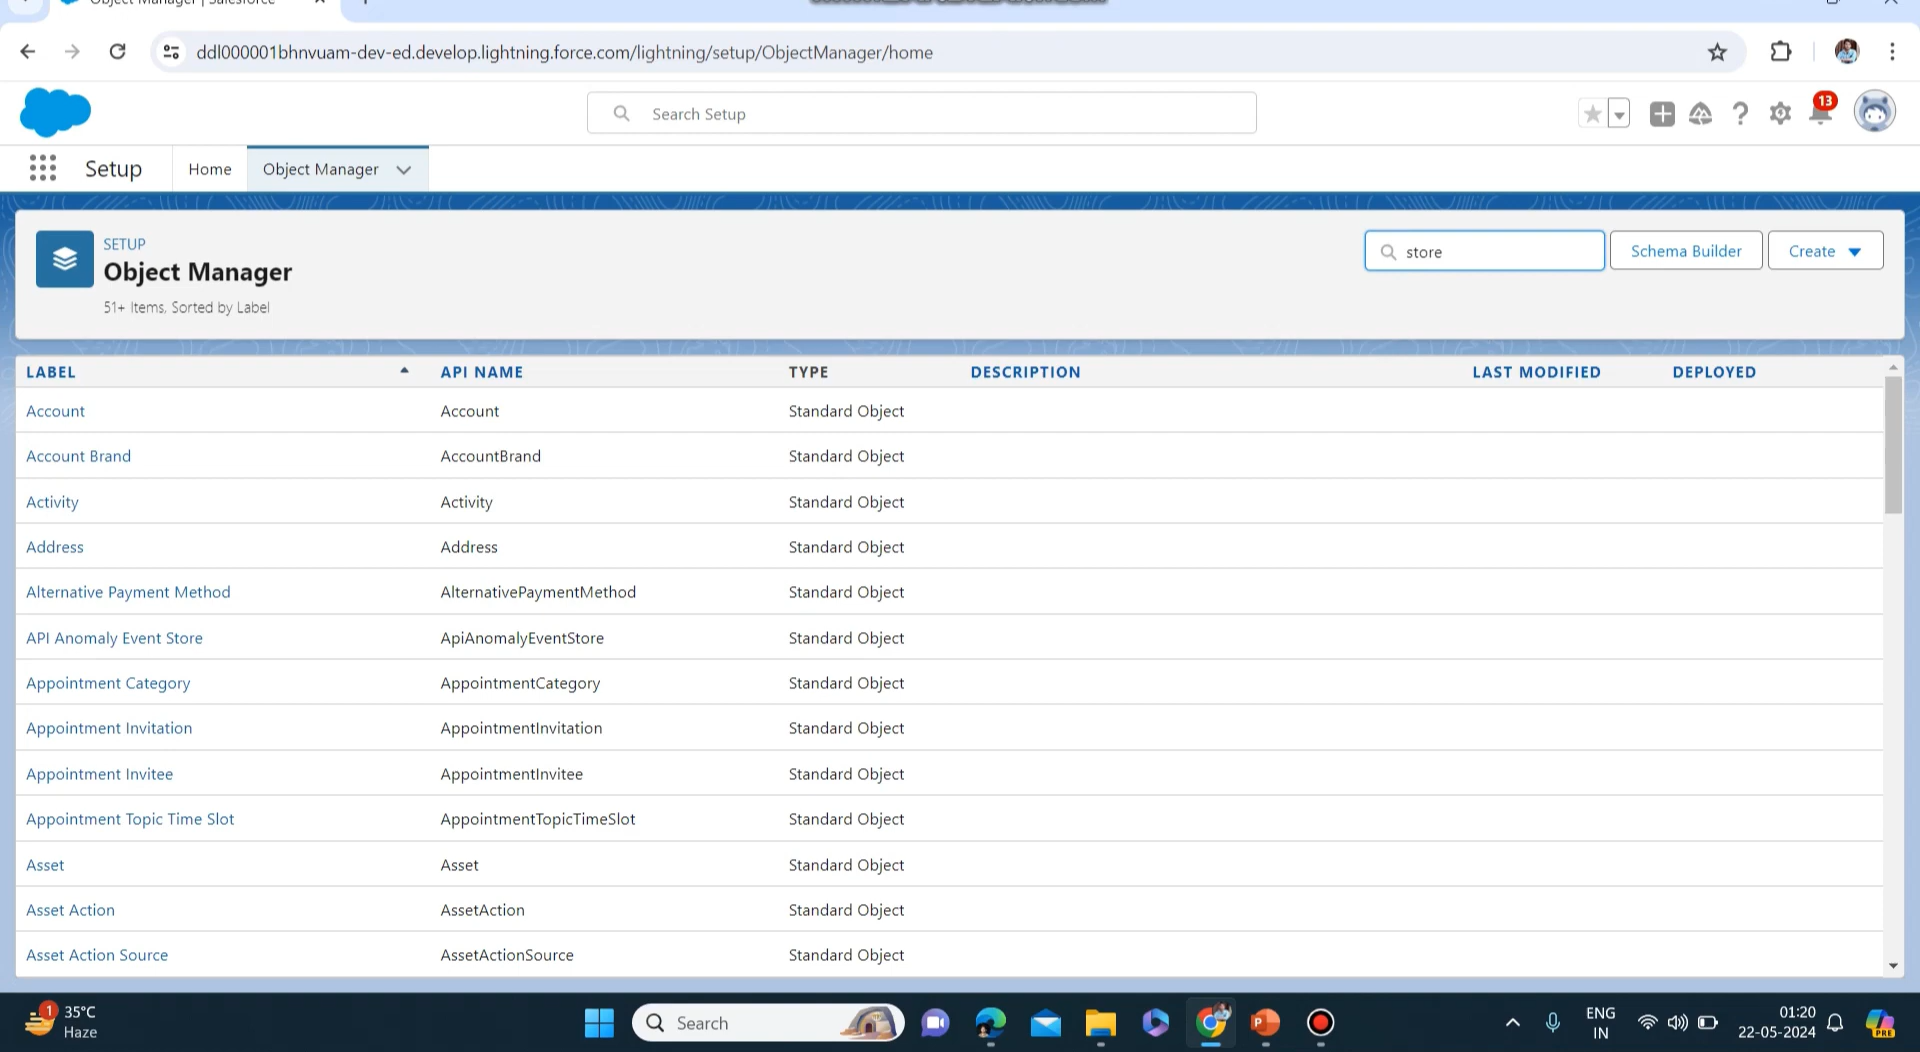 Object Manager | Salesforce
ddl000001bhnvuam-dev-ed.develop.lightning.force.com/lightning/setup/ObjectManager/home
Search Setup
13
Setup
Home
Object Manager
SETUP
Object Manager
51+ Items, Sorted by Label
store
Schema Builder
Create
LABEL API NAME TYPE DESCRIPTION LAST MODIFIED DEPLOYED
Account Account Standard Object
Account Brand AccountBrand Standard Object
Activity Activity Standard Object
Address Address Standard Object
Alternative Payment Method AlternativePaymentMethod Standard Object
API Anomaly Event Store ApiAnomalyEventStore Standard Object
Appointment Category AppointmentCategory Standard Object
Appointment Invitation AppointmentInvitation Standard Object
Appointment Invitee AppointmentInvitee Standard Object
Appointment Topic Time Slot AppointmentTopicTimeSlot Standard Object
Asset Asset Standard Object
Asset Action AssetAction Standard Object
Asset Action Source AssetActionSource Standard Object
1
35°C
Haze
Search
ENG
IN
01:20
22-05-2024
PRE